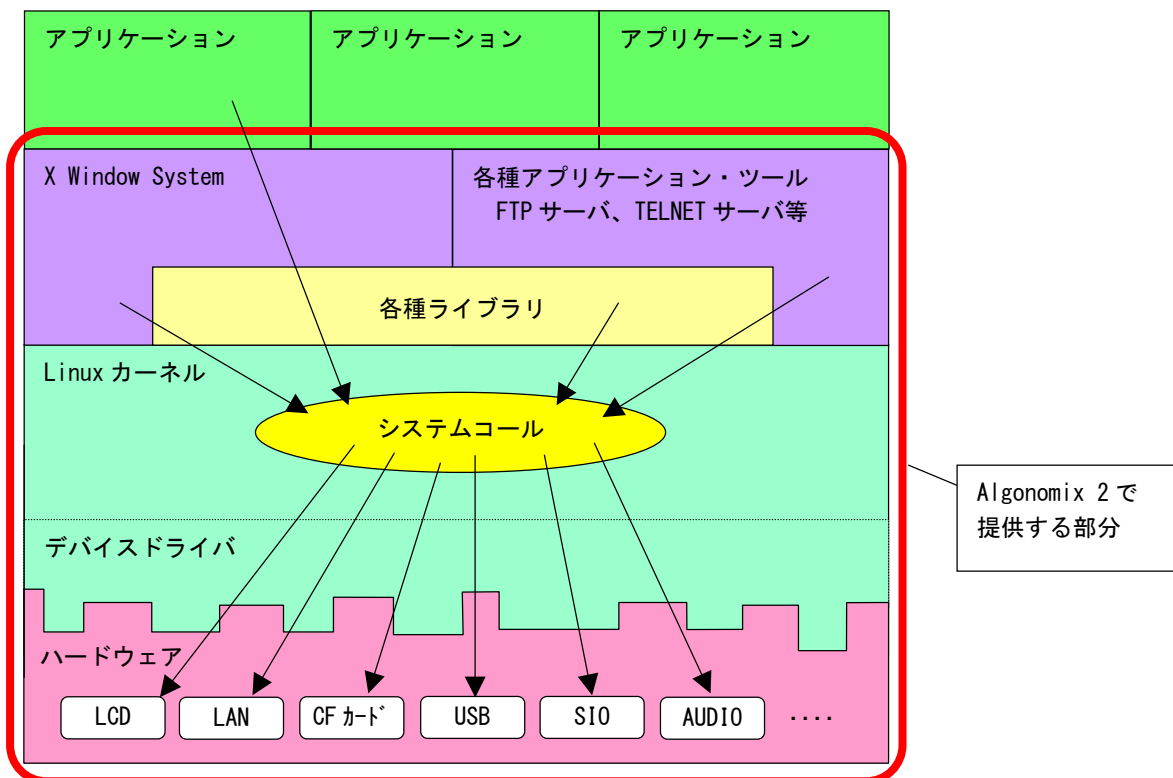 アプリケーション
アプリケーション
アプリケーション
X Window System
各種アプリケーション・ツール
FTP サーバ、TELNET サーバ等
各種ライブラリ
Linux カーネル
システムコール
Algonomix 2 で
提供する部分
デバイスドライバ
ハードウェア
LCD
LAN
CF ｶｰﾄﾞ
USB
SIO
AUDIO
････